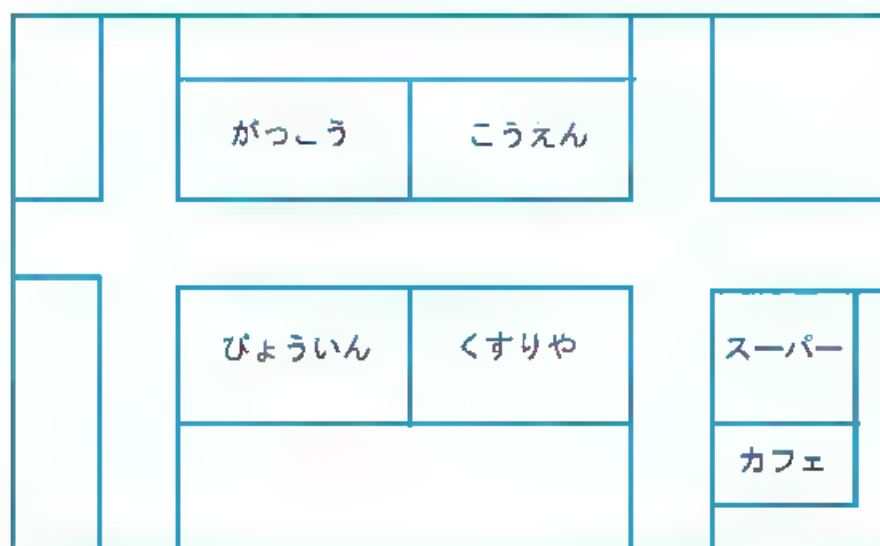 がっこう
こうえん
びょういん
くすりや
スーパー
カフェ